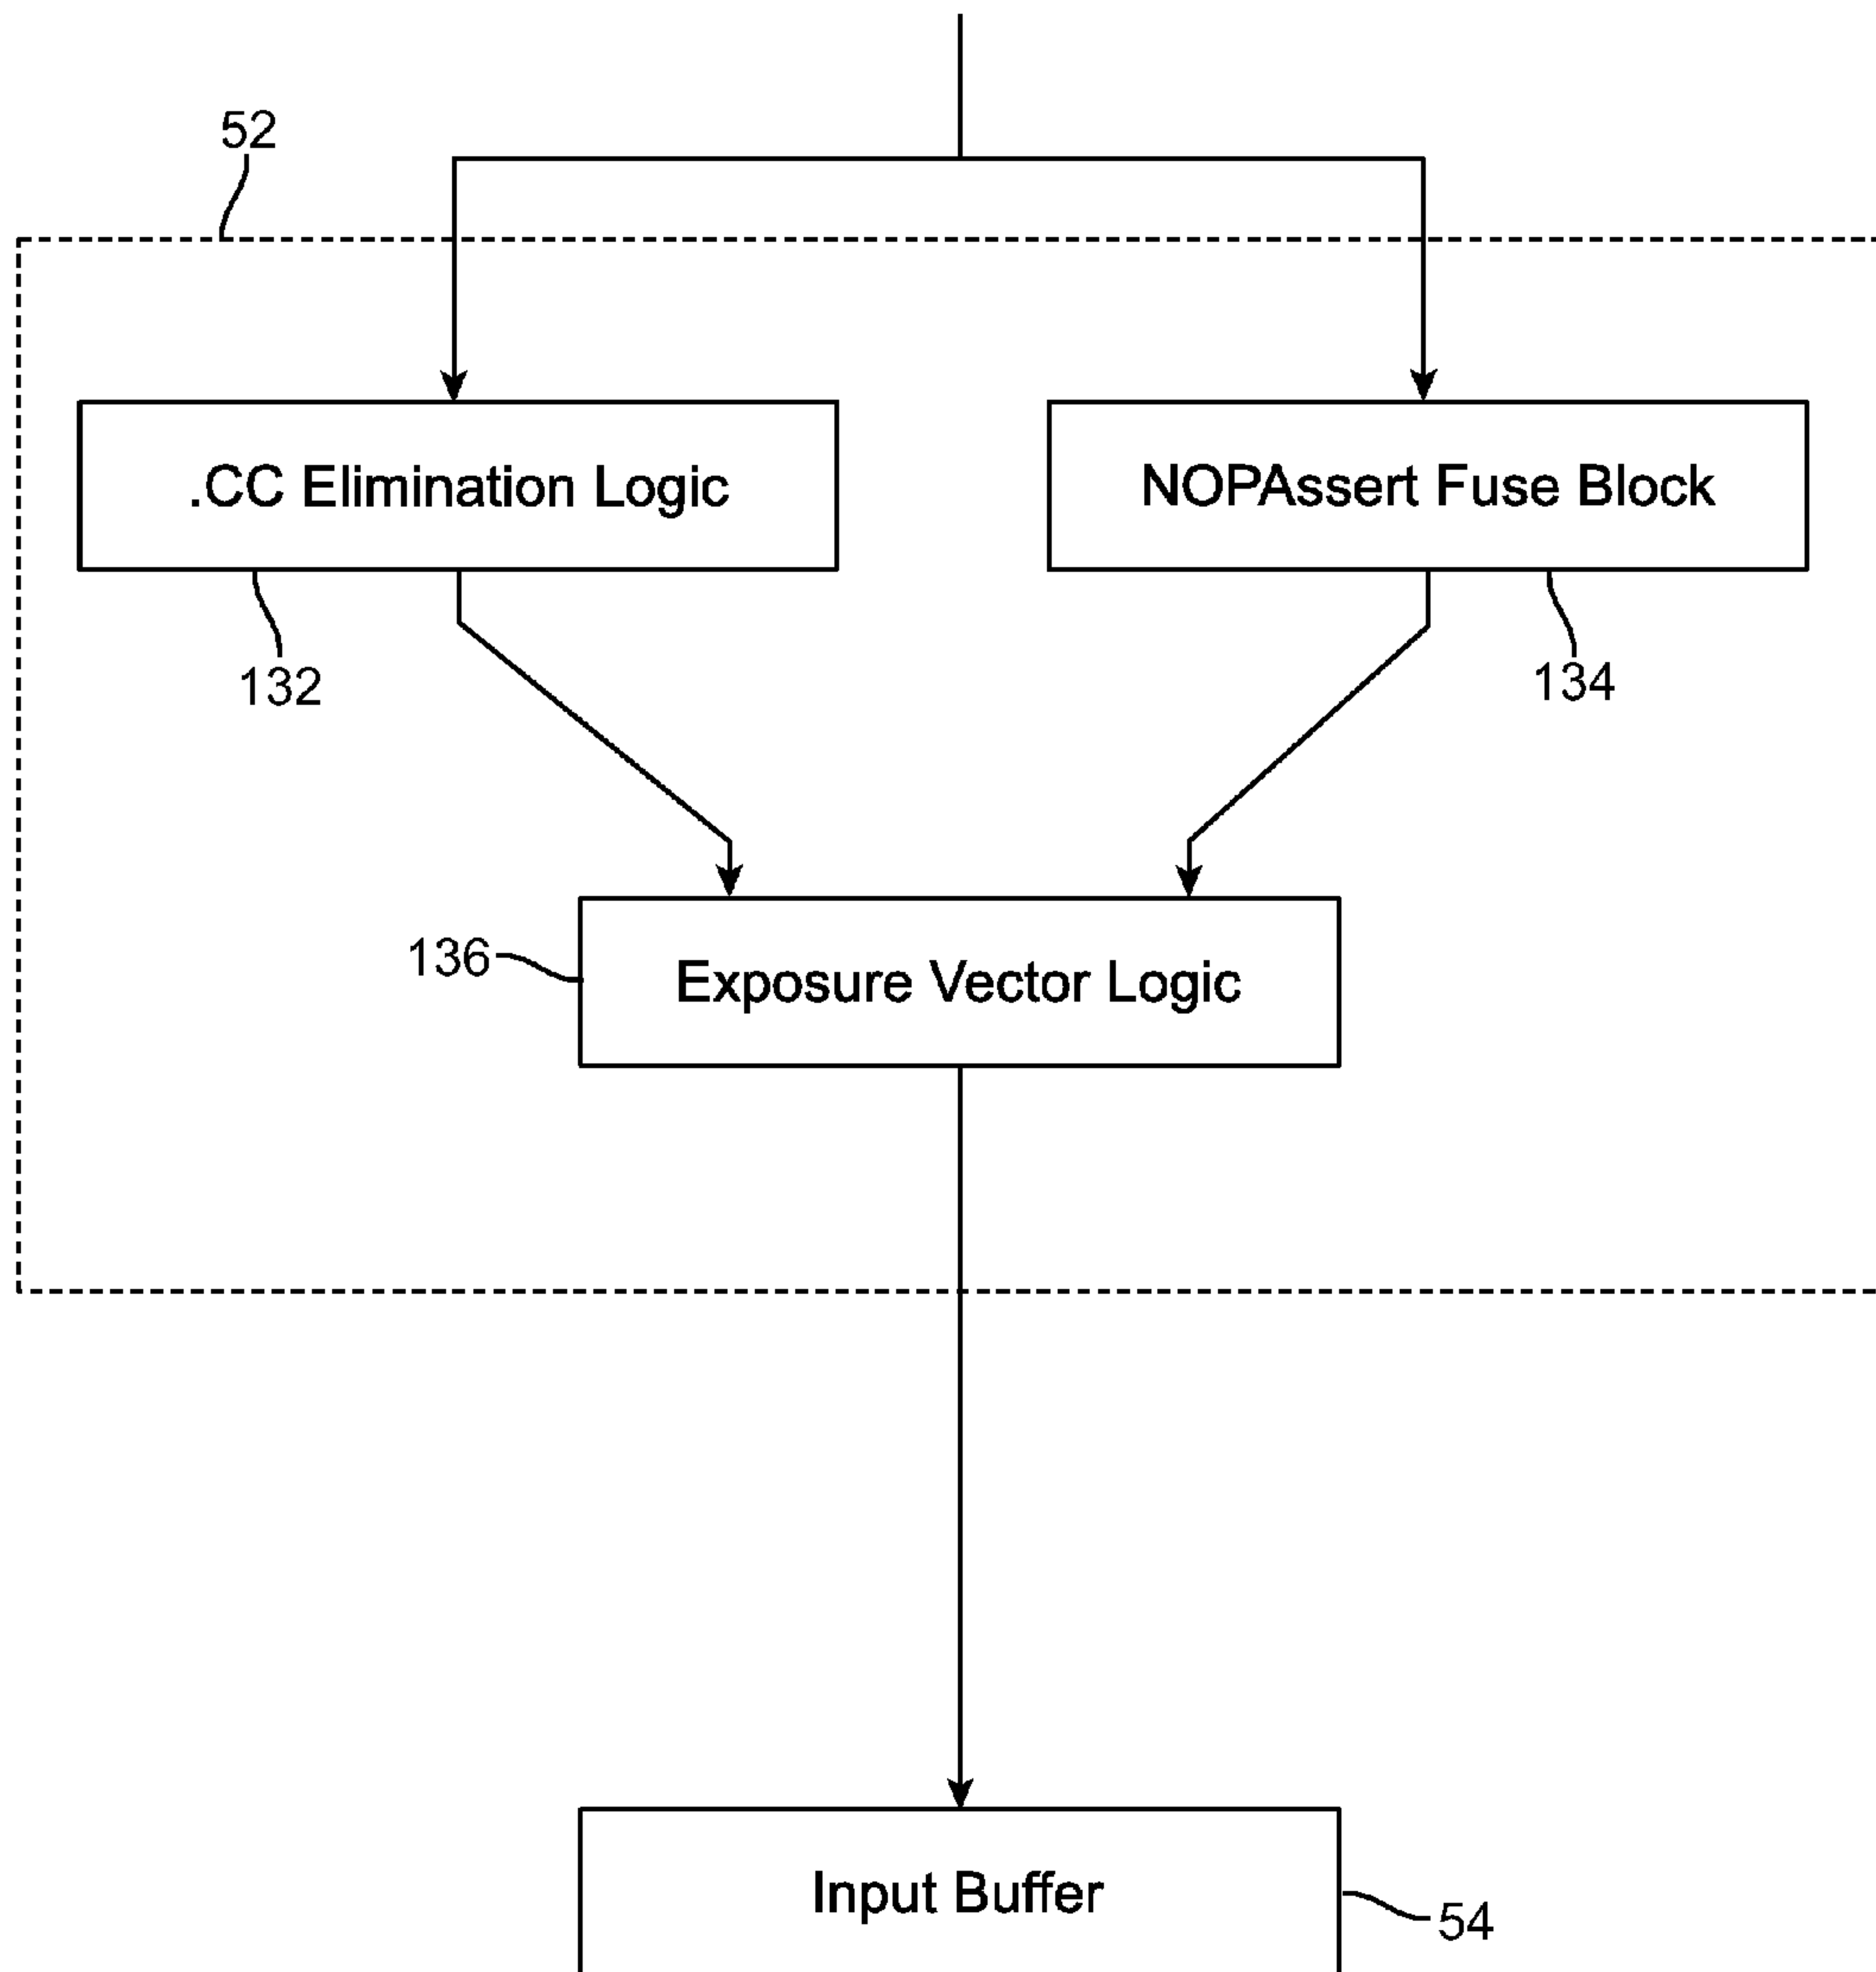 52
.CC Elimination Logic
NOPAssert Fuse Block
132
134
136
Exposure Vector Logic
Input Buffer
54